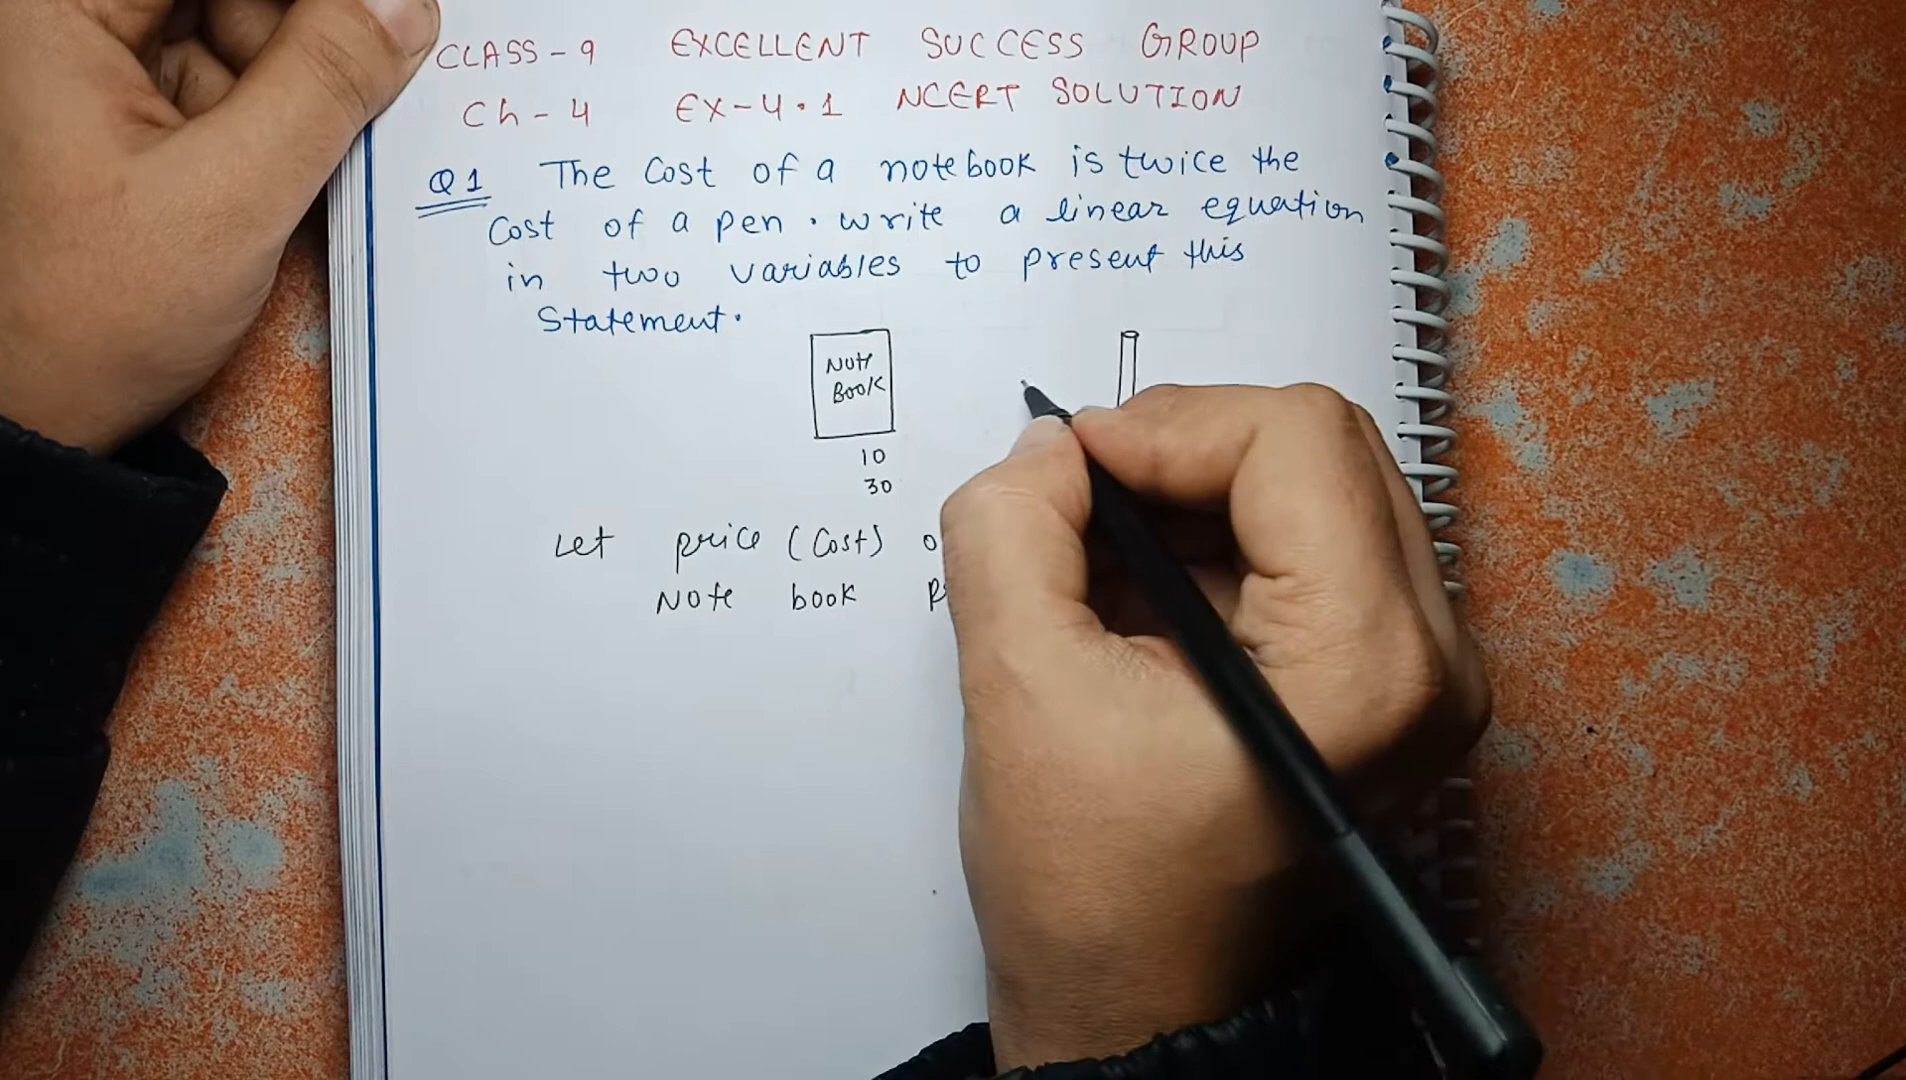 CLASS - 9 EXCELLENT SUCCESS GROUP
Ch - 4 EX - 4.1 NCERT SOLUTION
Q1 The Cost of a notebook is twice the
Cost of a pen. write a linear equation
in two variables to present this
Statement.
Note
Book
10
30
Let price (Cost)
Note book